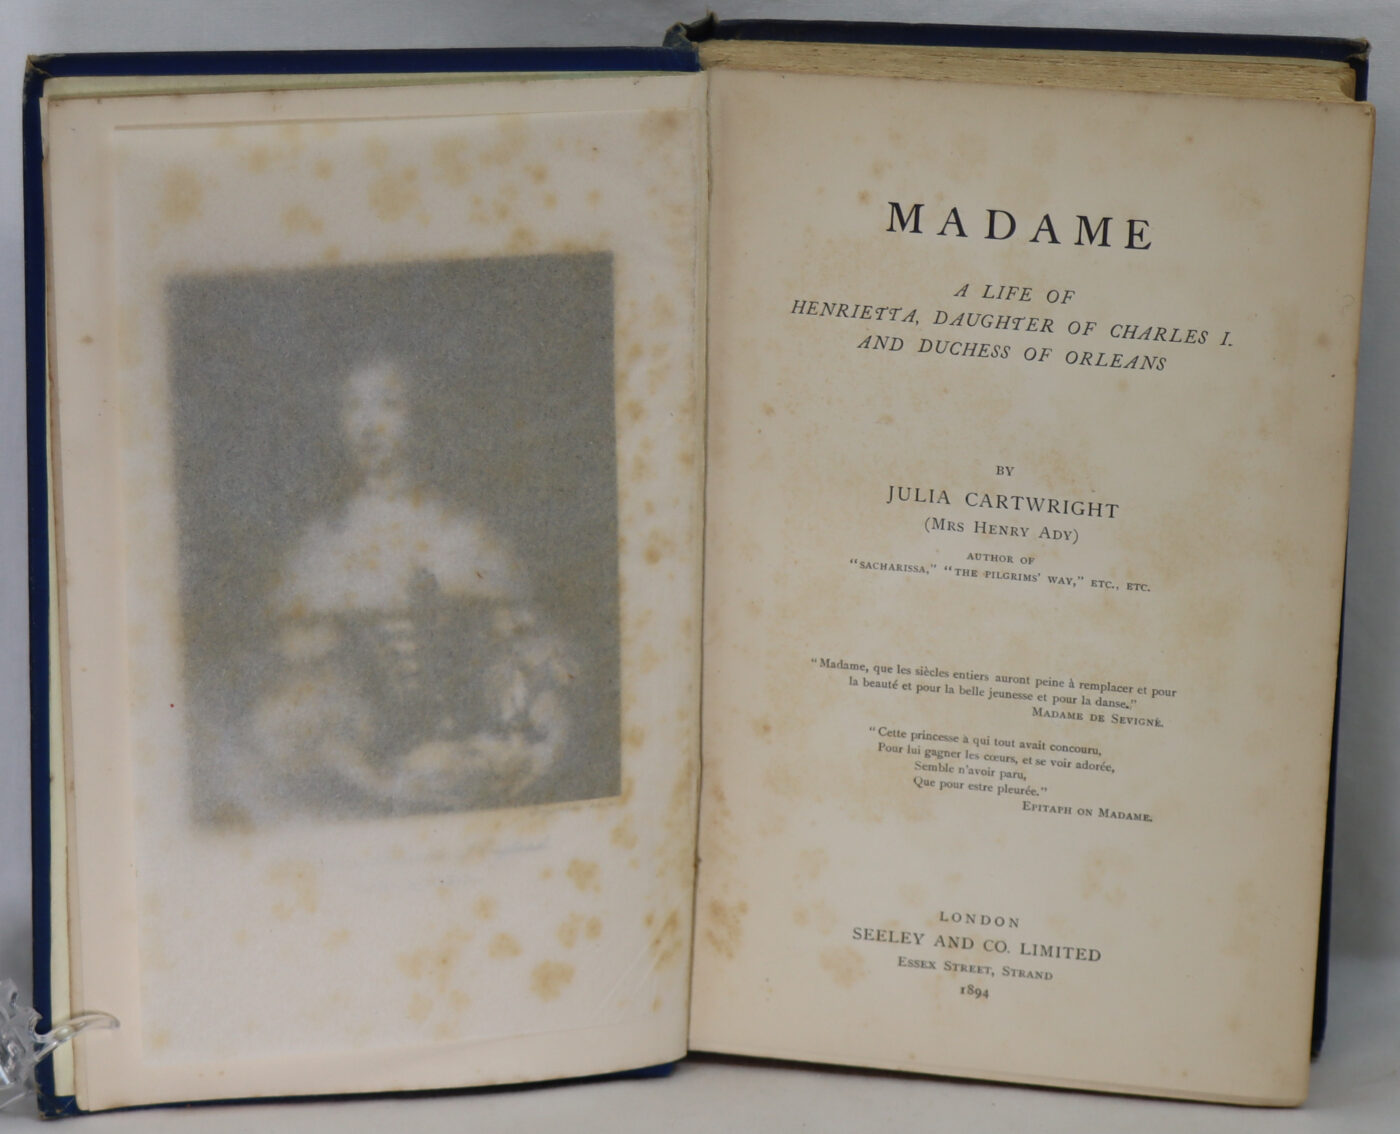 MADAME
A LIFE OF
HENRIETTA, DAUGHTER OF CHARLES I.
AND DUCHESS OF ORLEANS
BY
JULIA CARTWRIGHT
(MRS HENRY ADY)
AUTHOR OF
"SACHARISSA," "THE PILGRIMS' WAY," ETC., ETC.
"Madame, que les siècles entiers auront peine à remplacer et pour
la beauté et pour la belle jeunesse et pour la danse."
MADAME DE SEVIGNÉ.
"Cette princesse à qui tout avait concouru,
Pour lui gagner les cœurs, et se voir adorée,
Semble n'avoir paru,
Que pour estre pleurée."
EPITAPH ON MADAME.
LONDON
SEELEY AND CO. LIMITED
ESSEX STREET, STRAND
1894